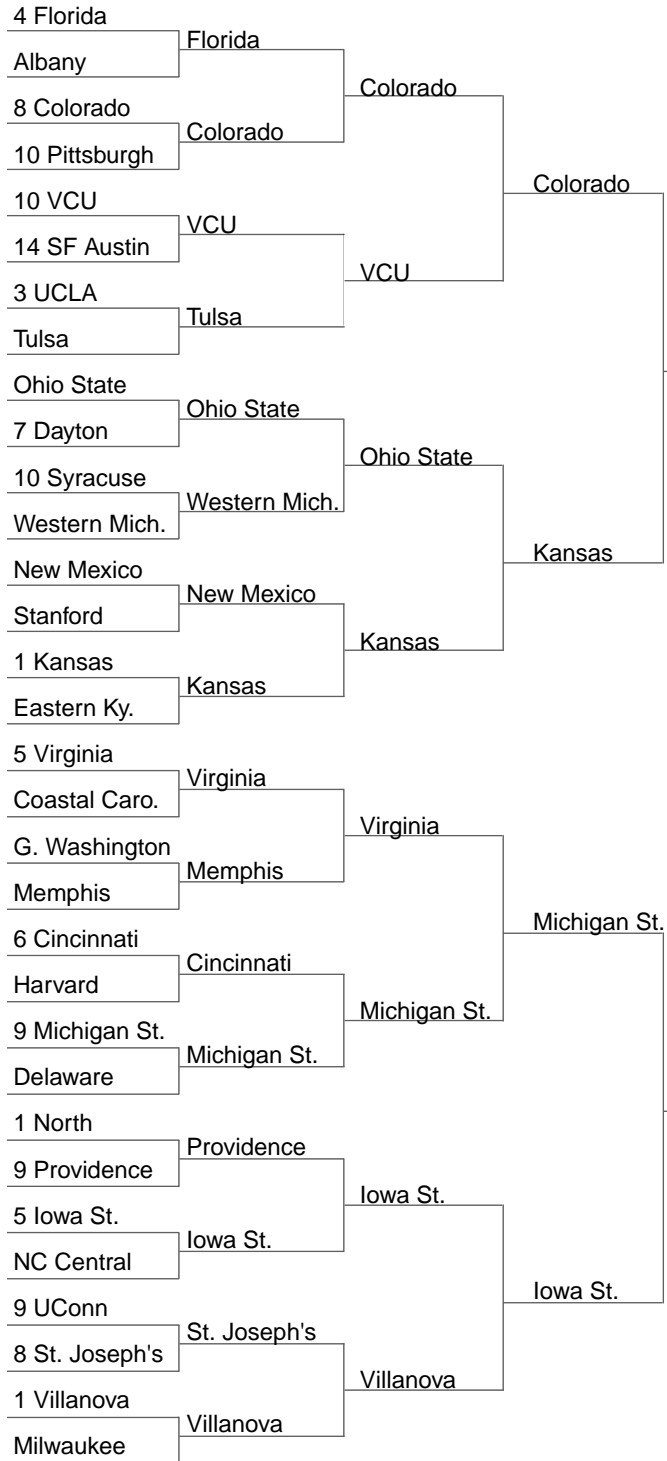 4 Florida
Albany
8 Colorado
10 Pittsburgh
10 VCU
14 SF Austin
3 UCLA
Tulsa
Ohio State
7 Dayton
10 Syracuse
Western Mich.
New Mexico
Stanford
1 Kansas
Eastern Ky.
5 Virginia
Coastal Caro.
G. Washington
Memphis
6 Cincinnati
Harvard
9 Michigan St.
Delaware
1 North
9 Providence
5 Iowa St.
NC Central
9 UConn
8 St. Joseph's
1 Villanova
Milwaukee
Florida
Colorado
VCU
Tulsa
Ohio State
Western Mich.
New Mexico
Kansas
Virginia
Memphis
Cincinnati
Michigan St.
Providence
Iowa St.
St. Joseph's
Villanova
Colorado
VCU
Ohio State
Kansas
Virginia
Michigan St.
Iowa St.
Villanova
Colorado
Kansas
Michigan St.
Iowa St.